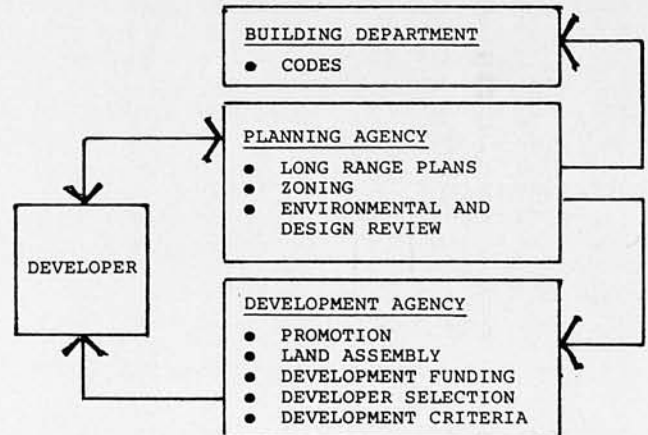 BUILDING DEPARTMENT
● CODES
PLANNING AGENCY
● LONG RANGE PLANS
● ZONING
● ENVIRONMENTAL AND
DESIGN REVIEW
DEVELOPER
DEVELOPMENT AGENCY
● PROMOTION
● LAND ASSEMBLY
● DEVELOPMENT FUNDING
● DEVELOPER SELECTION
● DEVELOPMENT CRITERIA